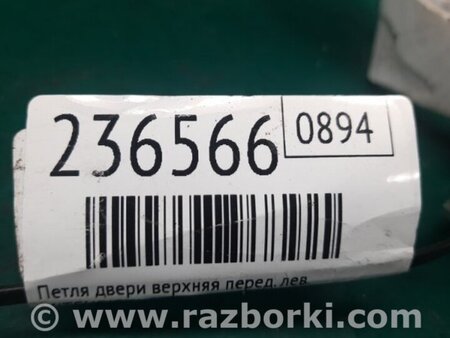 236566 0894
Петля двери верхняя перед. лев.
www.razborki.com